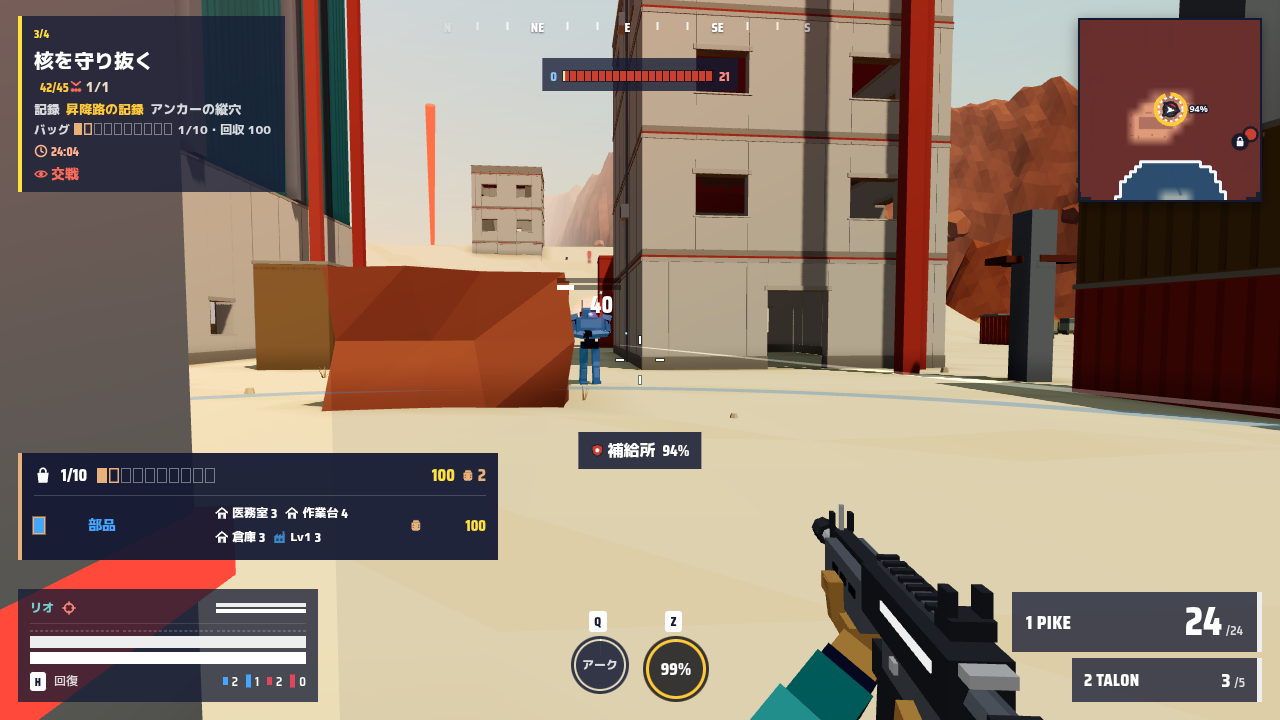 3/4
核を守り抜く
42/45 1/1
記録 昇降路の記録 アンカーの縦穴
バッグ 1/10・回収 100
24:04
交戦
N NE E SE S
0 21
94%
40
補給所 94%
1/10 100 2
部品 医務室 3 作業台 4 100
倉庫 3 Lv1 3
リオ
H 回復 2 1 2 0
Q Z
アーク 99%
1 PIKE 24 /24
2 TALON 3 /5